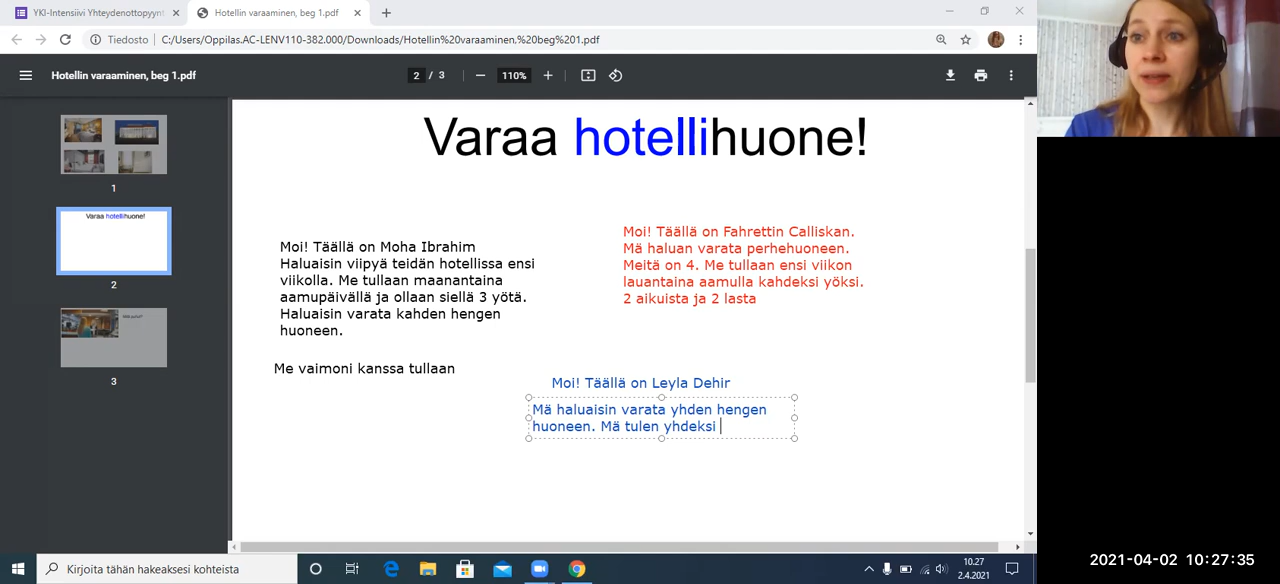 YKI-Intensiivi Yhteydenottopyynt
Hotellin varaaminen, beg 1.pdf
Tiedosto
C:/Users/Oppilas.AC-LENV110-382.000/Downloads/Hotellin%20varaaminen,%20beg%201.pdf
Hotellin varaaminen, beg 1.pdf
2 / 3
110%
1
Varaa hotellihuone!
2
3
Varaa hotellihuone!
Moi! Täällä on Moha Ibrahim
Haluaisin viipyä teidän hotellissa ensi
viikolla. Me tullaan maanantaina
aamupäivällä ja ollaan siellä 3 yötä.
Haluaisin varata kahden hengen
huoneen.
Me vaimoni kanssa tullaan
Moi! Täällä on Fahrettin Calliskan.
Mä haluan varata perhehuoneen.
Meitä on 4. Me tullaan ensi viikon
lauantaina aamulla kahdeksi yöksi.
2 aikuista ja 2 lasta
Moi! Täällä on Leyla Dehir
Mä haluaisin varata yhden hengen
huoneen. Mä tulen yhdeksi
Kirjoita tähän hakeaksesi kohteista
10.27
2.4.2021
2021-04-02 10:27:35